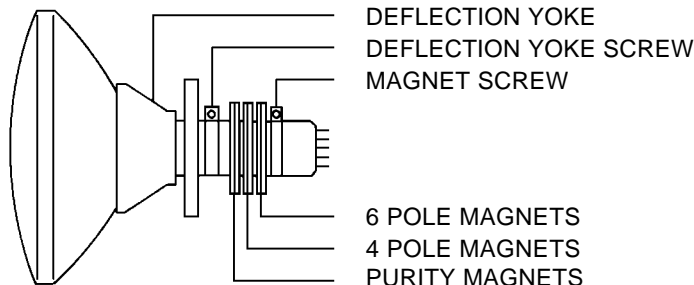 DEFLECTION YOKE
DEFLECTION YOKE SCREW
MAGNET SCREW
6 POLE MAGNETS
4 POLE MAGNETS
PURITY MAGNETS